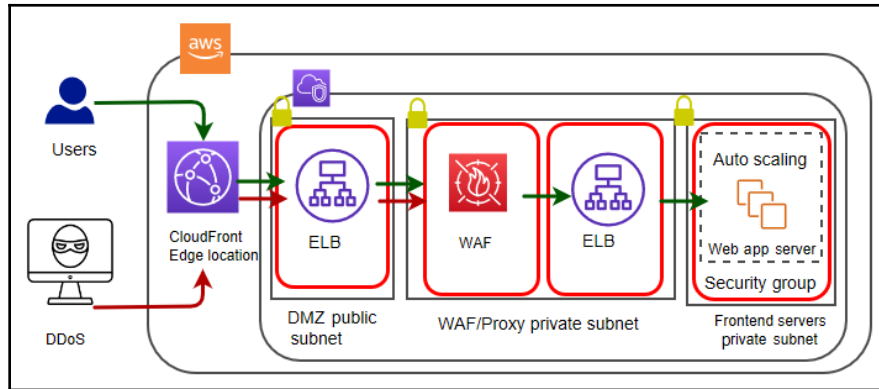 aws
Users
DDoS
CloudFront
Edge location
ELB
DMZ public
subnet
WAF
ELB
WAF/Proxy private subnet
Auto scaling
Web app server
Security group
Frontend servers
private subnet